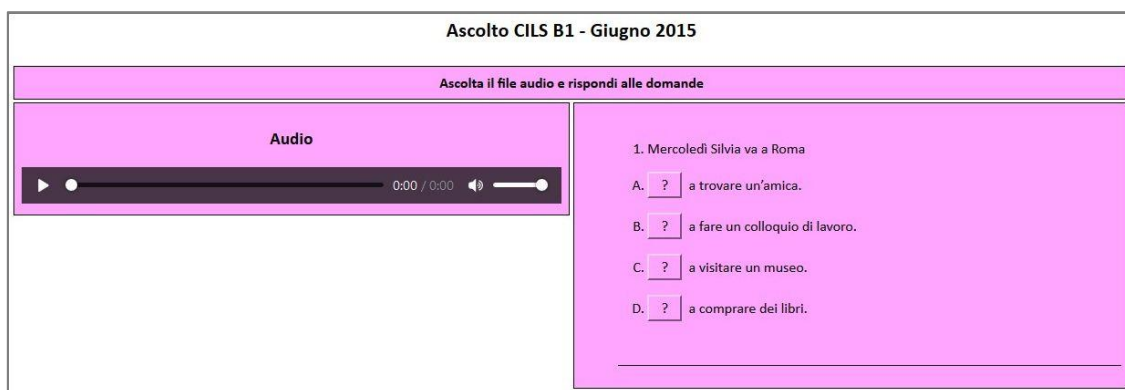 Ascolto CILS B1 - Giugno 2015
Ascolta il file audio e rispondi alle domande
Audio
0:00 / 0:00
1. Mercoledì Silvia va a Roma
A. ? a trovare un'amica.
B. ? a fare un colloquio di lavoro.
C. ? a visitare un museo.
D. ? a comprare dei libri.